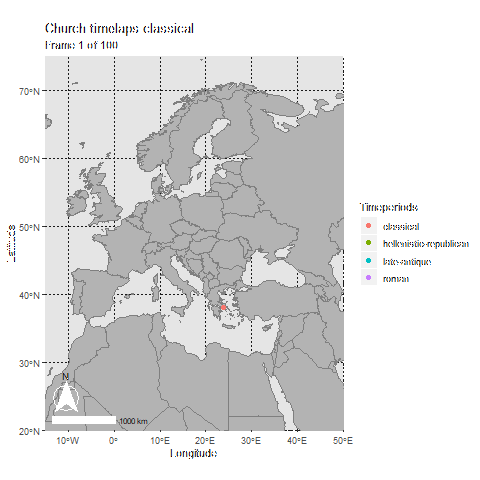 Church timelaps classical
Frame 1 of 100
70°N
60°N
50°N
40°N
30°N
20°N
Latitude
10°W
0°
10°E
20°E
30°E
40°E
50°E
Longitude
N
1000 km
Timeperiods
classical
hellenistic-republican
late-antique
roman